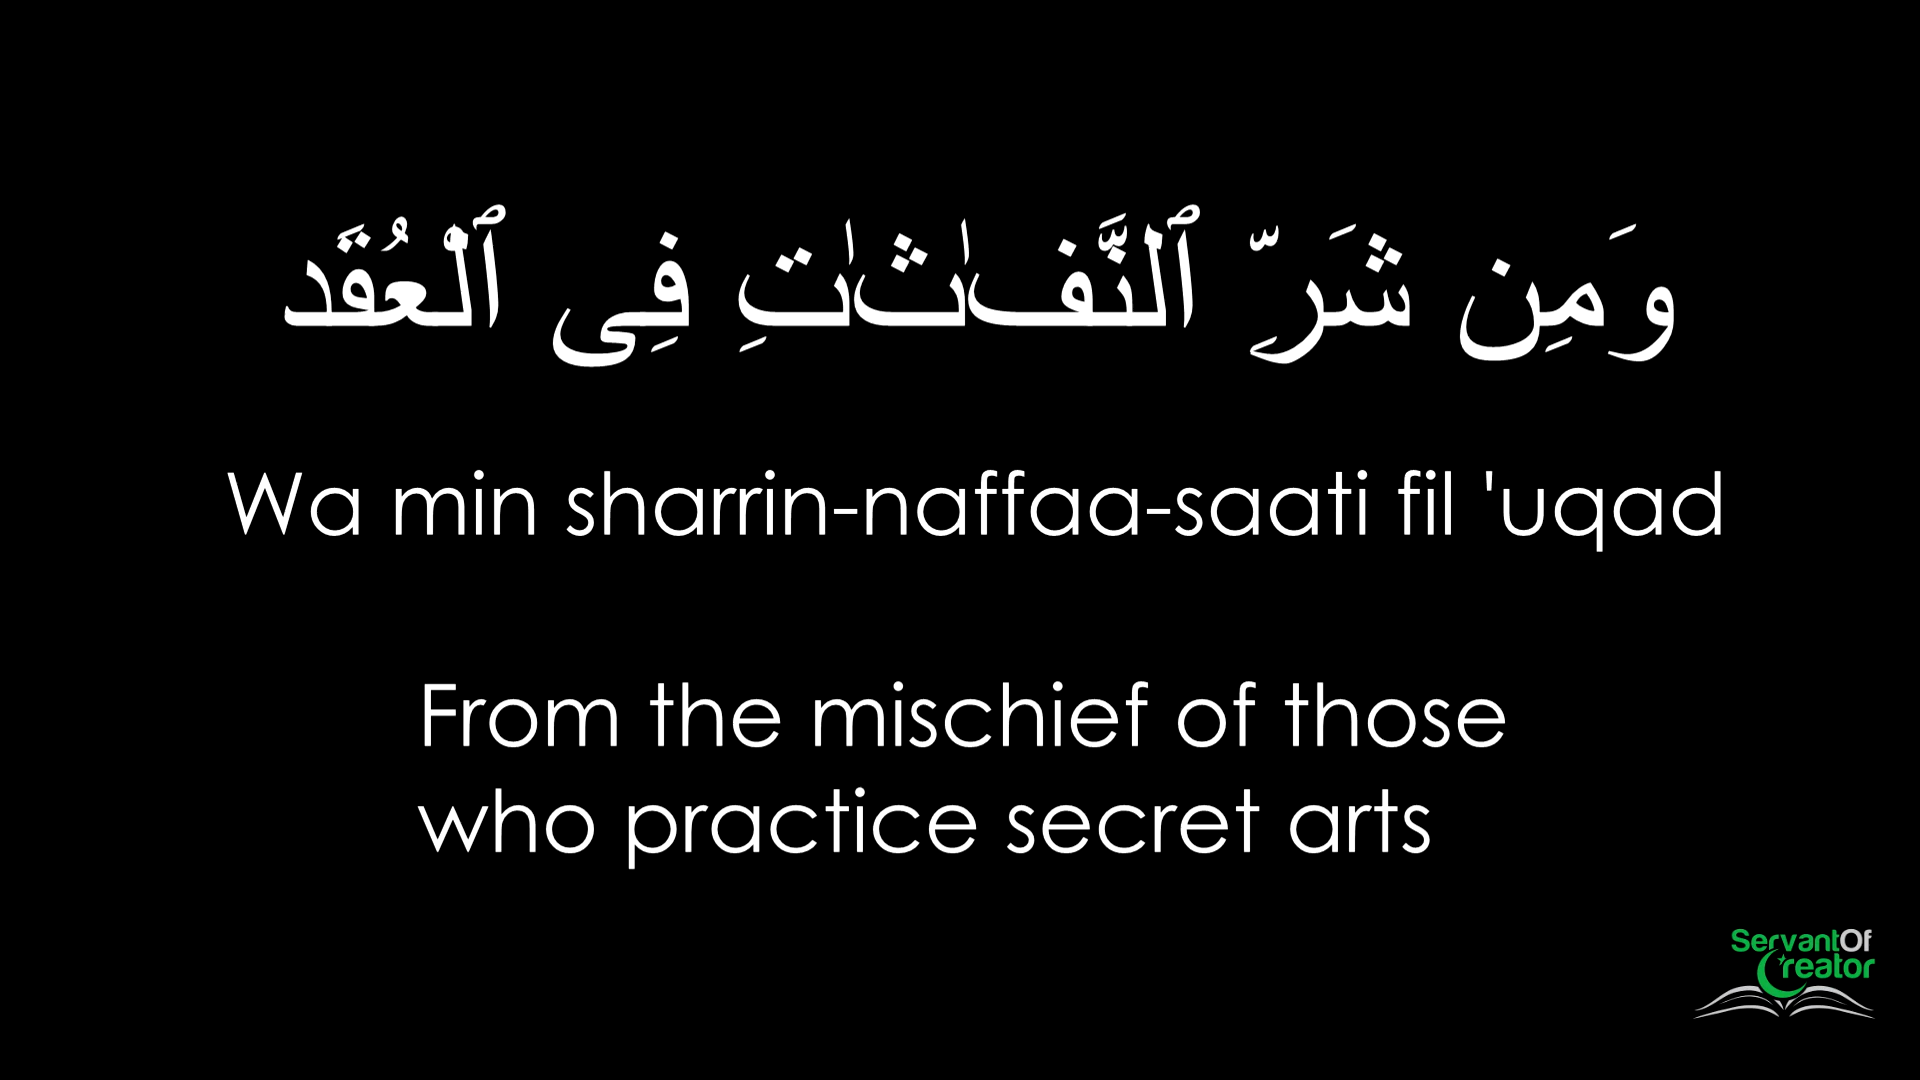 وَمِن شَرِّ ٱلنَّفَّـٰثَـٰتِ فِى ٱلْعُقَد
Wa min sharrin-naffaa-saati fil 'uqad
From the mischief of those
who practice secret arts
ServantOf
Creator